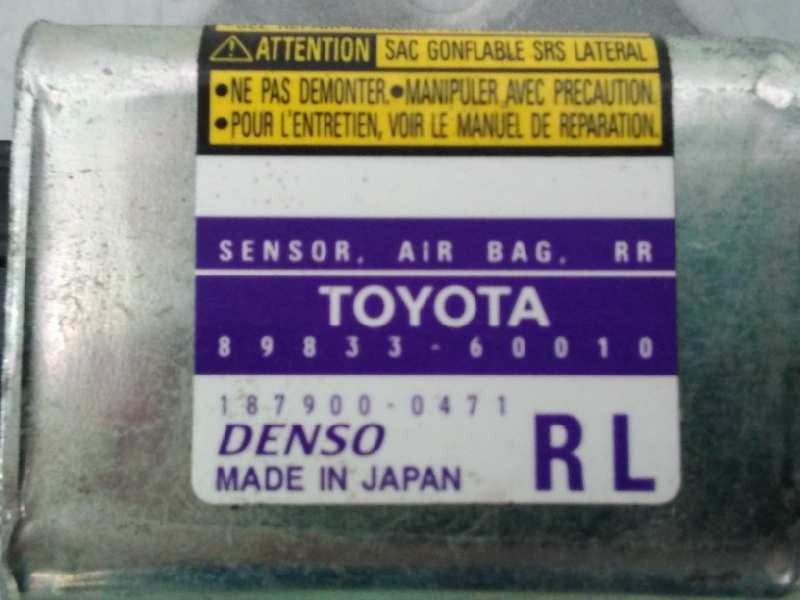 ATTENTION SAC GONFLABLE SRS LATERAL
•NE PAS DEMONTER.•MANIPULER AVEC PRECAUTION.
•POUR L'ENTRETIEN, VOIR LE MANUEL DE REPARATION.
SENSOR, AIR BAG, RR
TOYOTA
89833-60010
187900-0471
DENSO
MADE IN JAPAN
RL